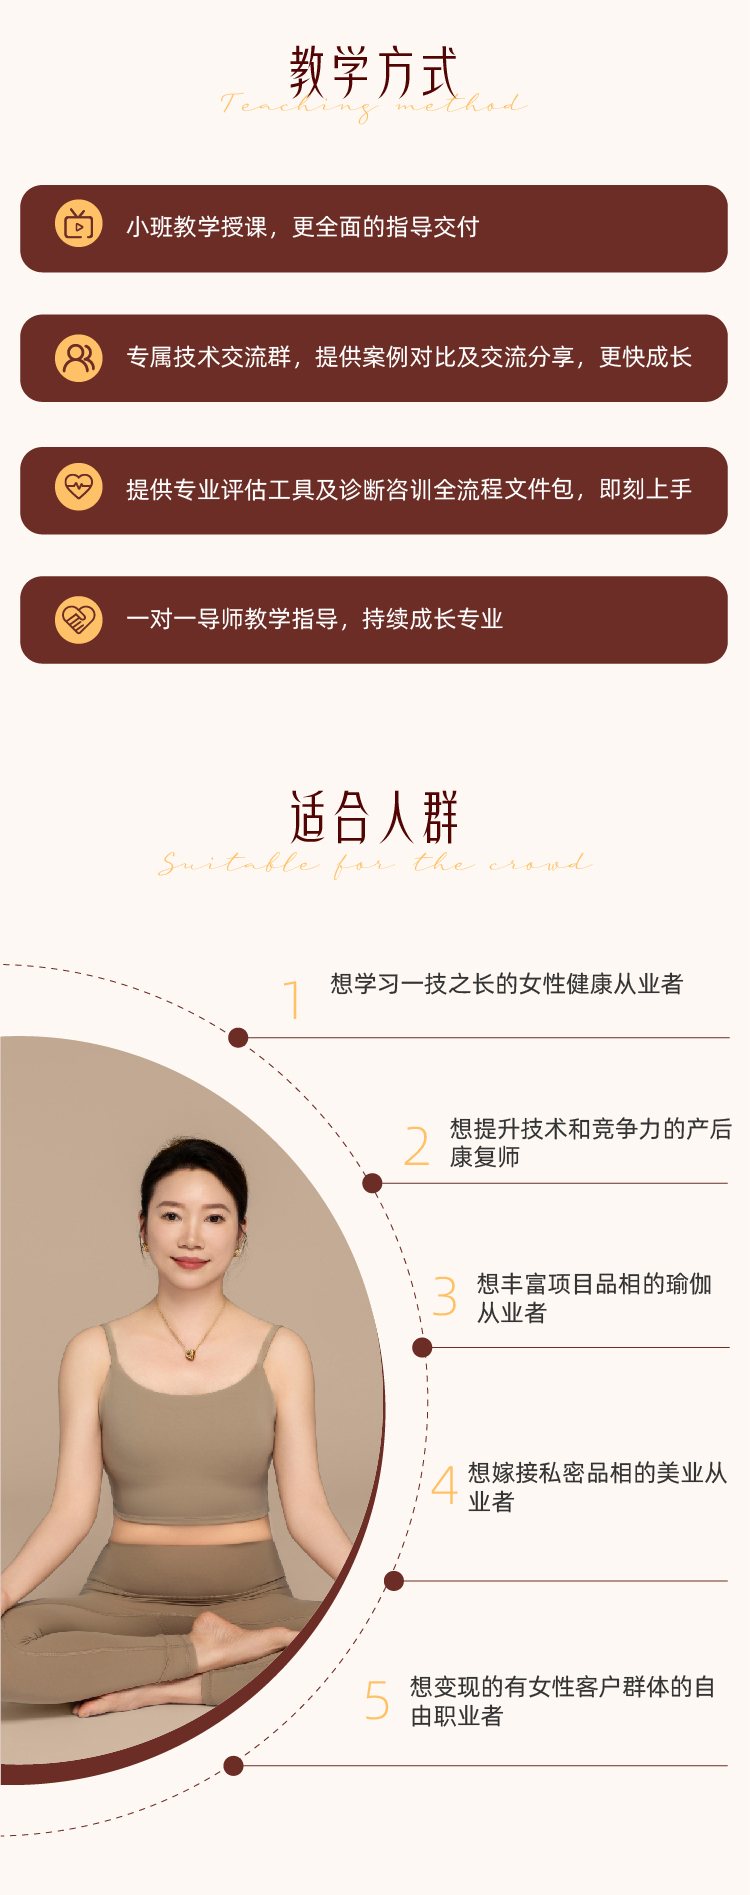 教学方式
Teaching method
小班教学授课，更全面的指导交付
专属技术交流群，提供案例对比及交流分享，更快成长
提供专业评估工具及诊断咨训全流程文件包，即刻上手
一对一导师教学指导，持续成长专业
适合人群
Suitable for the crowd
1
想学习一技之长的女性健康从业者
2
想提升技术和竞争力的产后
康复师
3
想丰富项目品相的瑜伽
从业者
4
想嫁接私密品相的美业从
业者
5
想变现的有女性客户群体的自
由职业者